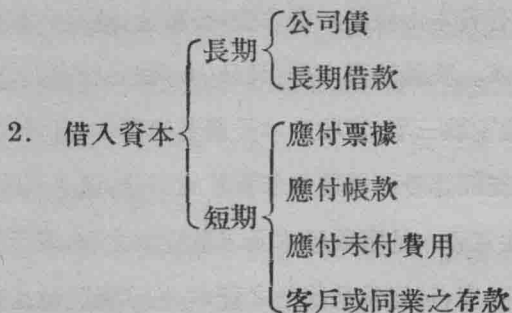 公司債
長期
長期借款
2. 借入資本
應付票據
應付帳款
短期
應付未付費用
客戶或同業之存款